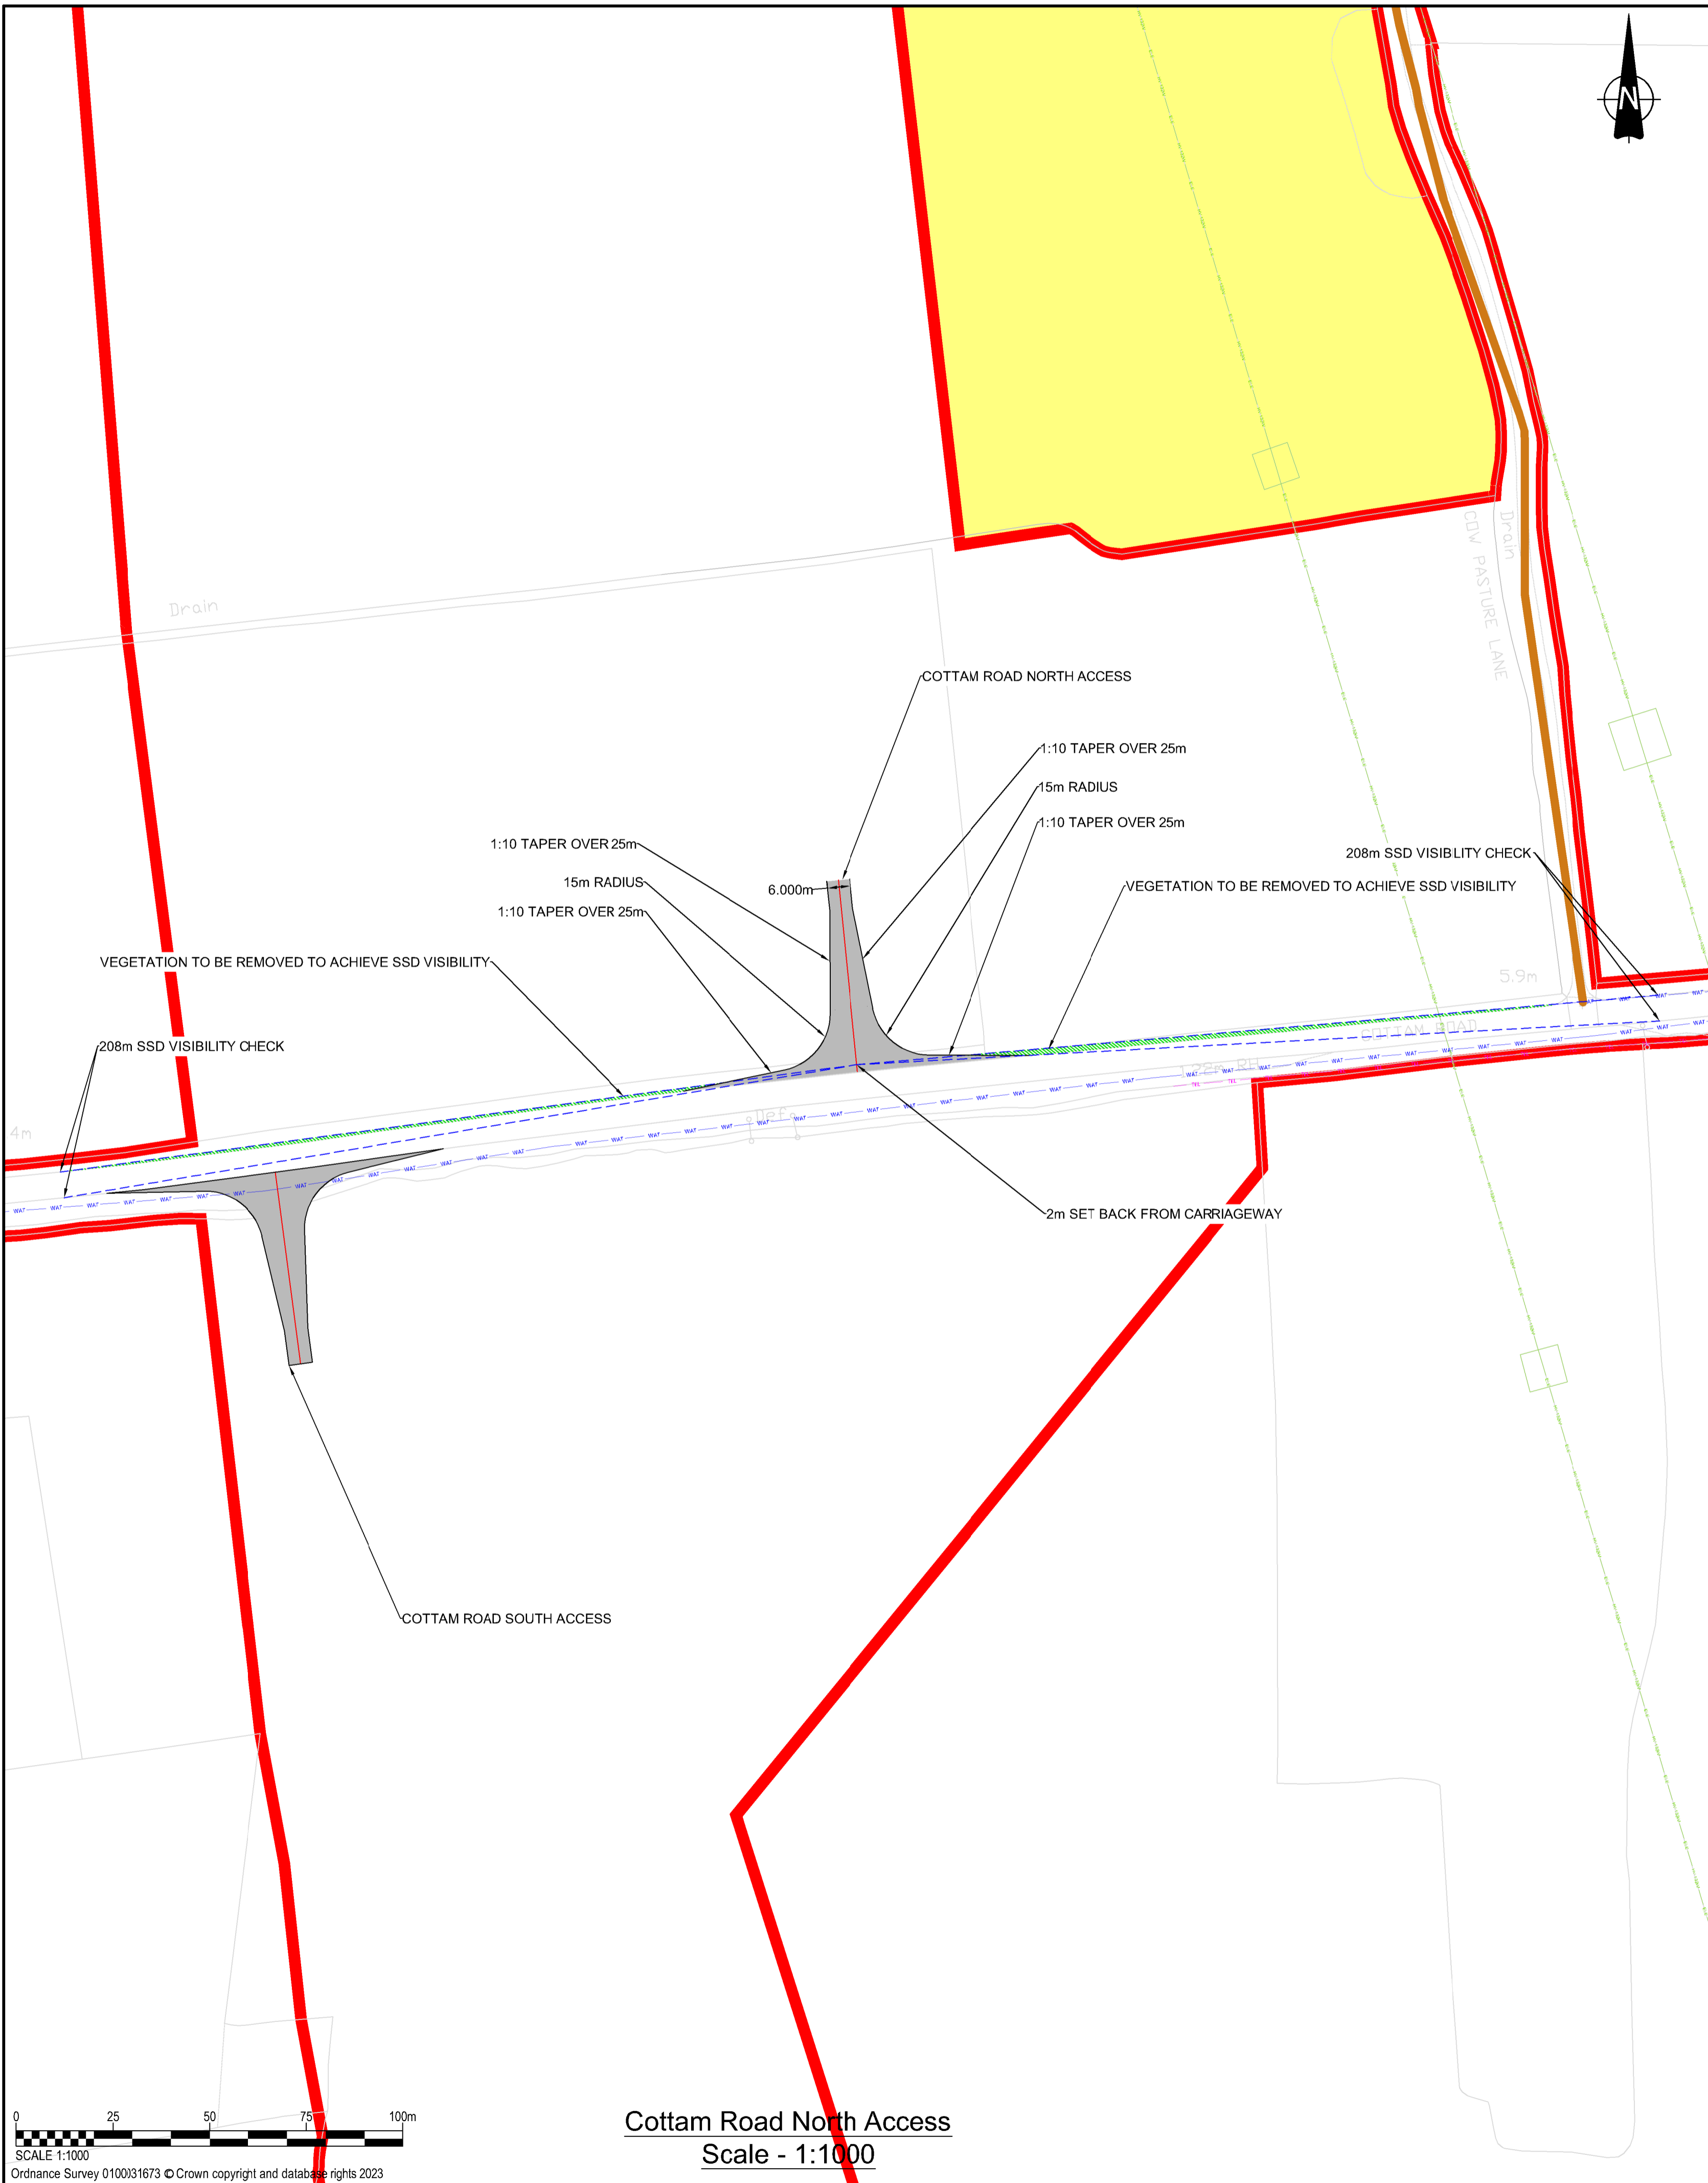 N
Drain
Drain
COW PASTURE LANE
COTTAM ROAD NORTH ACCESS
1:10 TAPER OVER 25m
15m RADIUS
1:10 TAPER OVER 25m
1:10 TAPER OVER 25m
15m RADIUS
1:10 TAPER OVER 25m
6.000m
208m SSD VISIBILITY CHECK
VEGETATION TO BE REMOVED TO ACHIEVE SSD VISIBILITY
VEGETATION TO BE REMOVED TO ACHIEVE SSD VISIBILITY
5.9m
COTTAM ROAD
208m SSD VISIBILITY CHECK
1.22m RH
Def
4m
WAT
2m SET BACK FROM CARRIAGEWAY
COTTAM ROAD SOUTH ACCESS
0 25 50 75 100m
SCALE 1:1000
Ordnance Survey 0100031673 © Crown copyright and database rights 2023
Cottam Road North Access
Scale - 1:1000